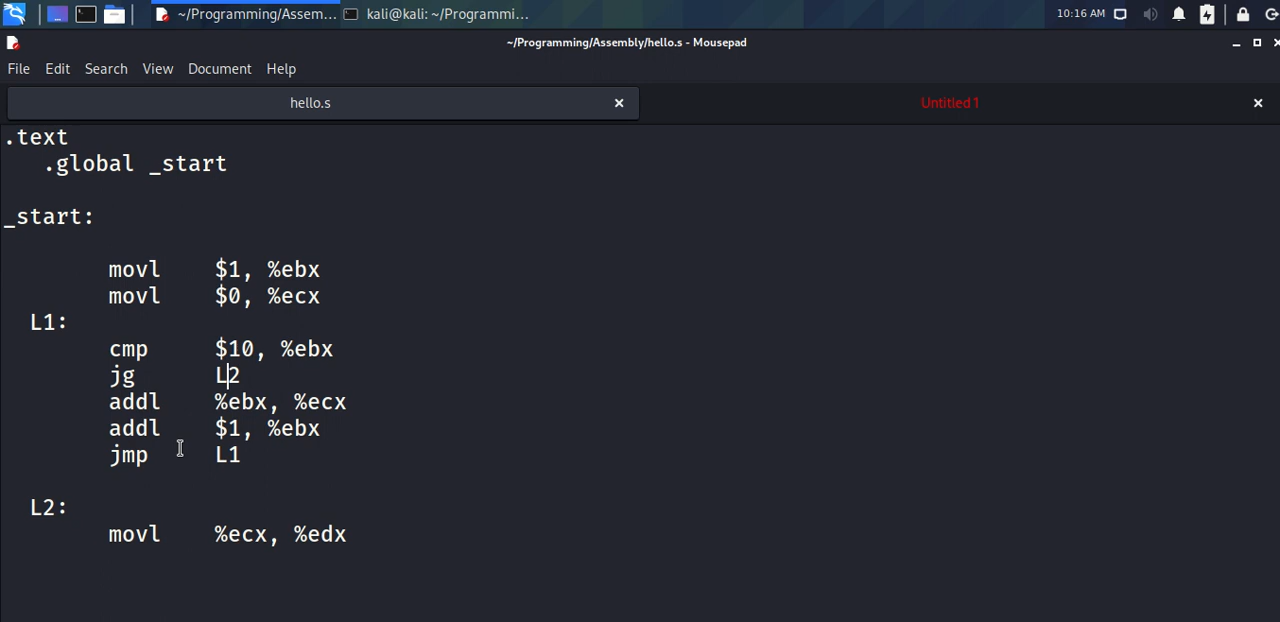 ~/Programming/Assem... kali@kali: ~/Programmi... 10:16 AM
~/Programming/Assembly/hello.s - Mousepad
File Edit Search View Document Help
hello.s Untitled 1
.text
.global _start
_start:
movl $1, %ebx
movl $0, %ecx
L1:
cmp $10, %ebx
jg L2
addl %ebx, %ecx
addl $1, %ebx
jmp L1
L2:
movl %ecx, %edx